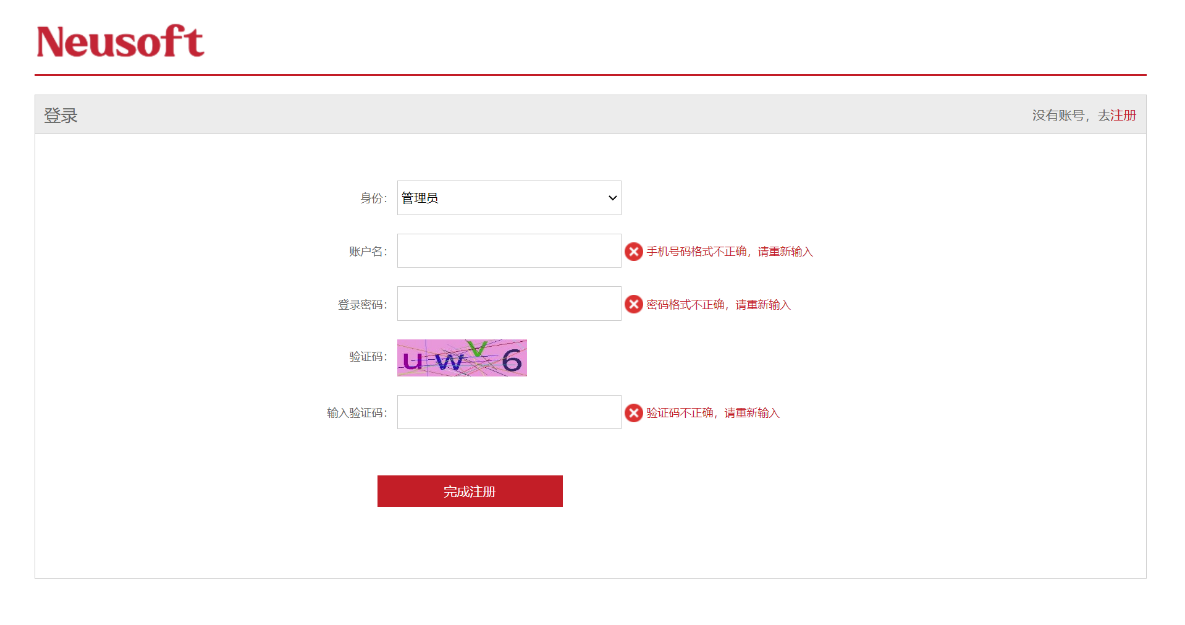 Neusoft
登录 没有账号，去注册
身份： 管理员
账户名： 手机号码格式不正确，请重新输入
登录密码： 密码格式不正确，请重新输入
验证码： u w v 6
输入验证码： 验证码不正确，请重新输入
完成注册